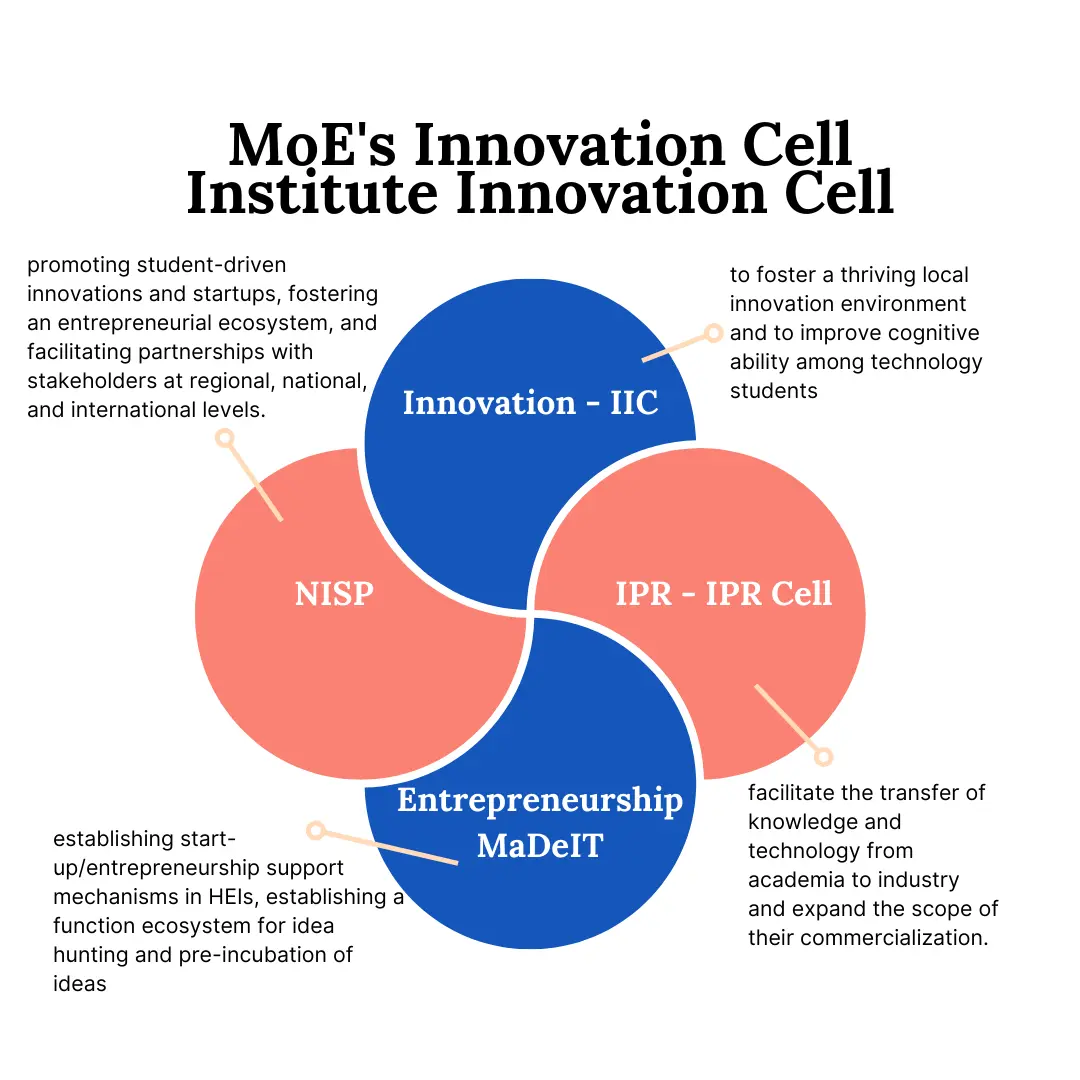 MoE's Innovation Cell
Institute Innovation Cell
promoting student-driven
innovations and startups, fostering
an entrepreneurial ecosystem, and
facilitating partnerships with
stakeholders at regional, national,
and international levels.
to foster a thriving local
innovation environment
and to improve cognitive
ability among technology
students
Innovation - IIC
NISP
IPR - IPR Cell
Entrepreneurship
MaDeIT
establishing start-
up/entrepreneurship support
mechanisms in HEIs, establishing a
function ecosystem for idea
hunting and pre-incubation of
ideas
facilitate the transfer of
knowledge and
technology from
academia to industry
and expand the scope of
their commercialization.